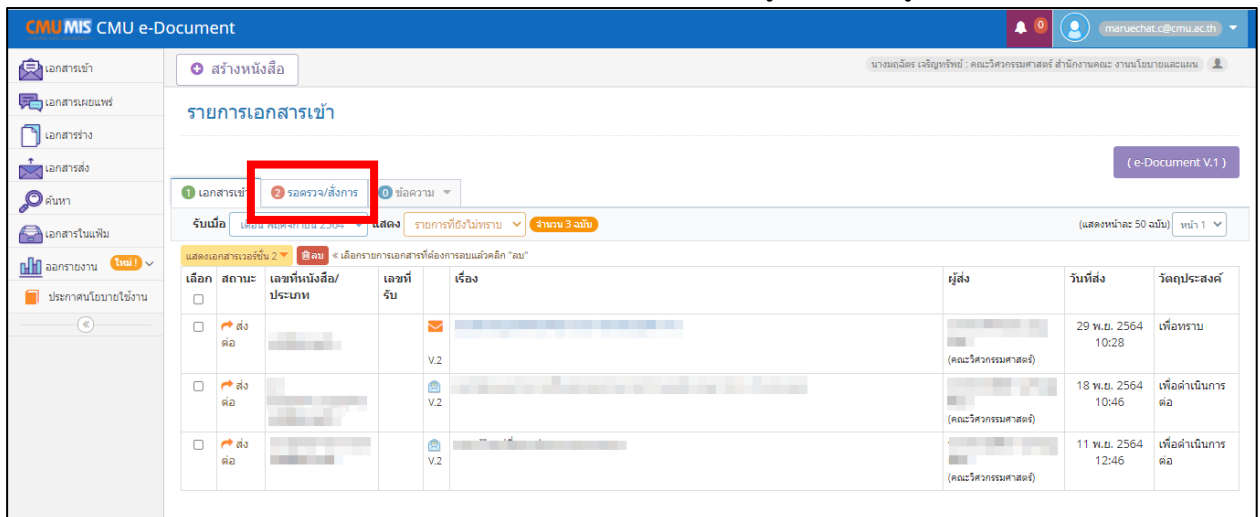 CMU MIS CMU e-Document
0
maruechat.c@cmu.ac.th
เอกสารเข้า
เอกสารเผยแพร่
เอกสารร่าง
เอกสารส่ง
ค้นหา
เอกสารในแฟ้ม
ออกรายงาน ใหม่ !
ประกาศนโยบายใช้งาน
สร้างหนังสือ
นางมฤฉัตร เจริญทรัพย์ : คณะวิศวกรรมศาสตร์ สำนักงานคณะ งานนโยบายและแผน
รายการเอกสารเข้า
( e-Document V.1 )
1 เอกสารเข้า 2 รอตรวจ/สั่งการ 0 ข้อความ
รับเมื่อ เดือน พฤศจิกายน 2564 แสดง รายการที่ยังไม่ทราบ จำนวน 3 ฉบับ (แสดงหน้าละ 50 ฉบับ) หน้า 1
แสดงเอกสารเวอร์ชั่น 2 ลบ « เลือกรายการเอกสารที่ต้องการลบแล้วคลิก "ลบ"
เลือก สถานะ เลขที่หนังสือ/ เลขที่ เรื่อง ผู้ส่ง วันที่ส่ง วัตถุประสงค์
ประเภท รับ
ส่ง 29 พ.ย. 2564 เพื่อทราบ
ต่อ 10:28
V.2 (คณะวิศวกรรมศาสตร์)
ส่ง 18 พ.ย. 2564 เพื่อดำเนินการ
ต่อ V.2 10:46 ต่อ
(คณะวิศวกรรมศาสตร์)
ส่ง 11 พ.ย. 2564 เพื่อดำเนินการ
ต่อ V.2 12:46 ต่อ
(คณะวิศวกรรมศาสตร์)